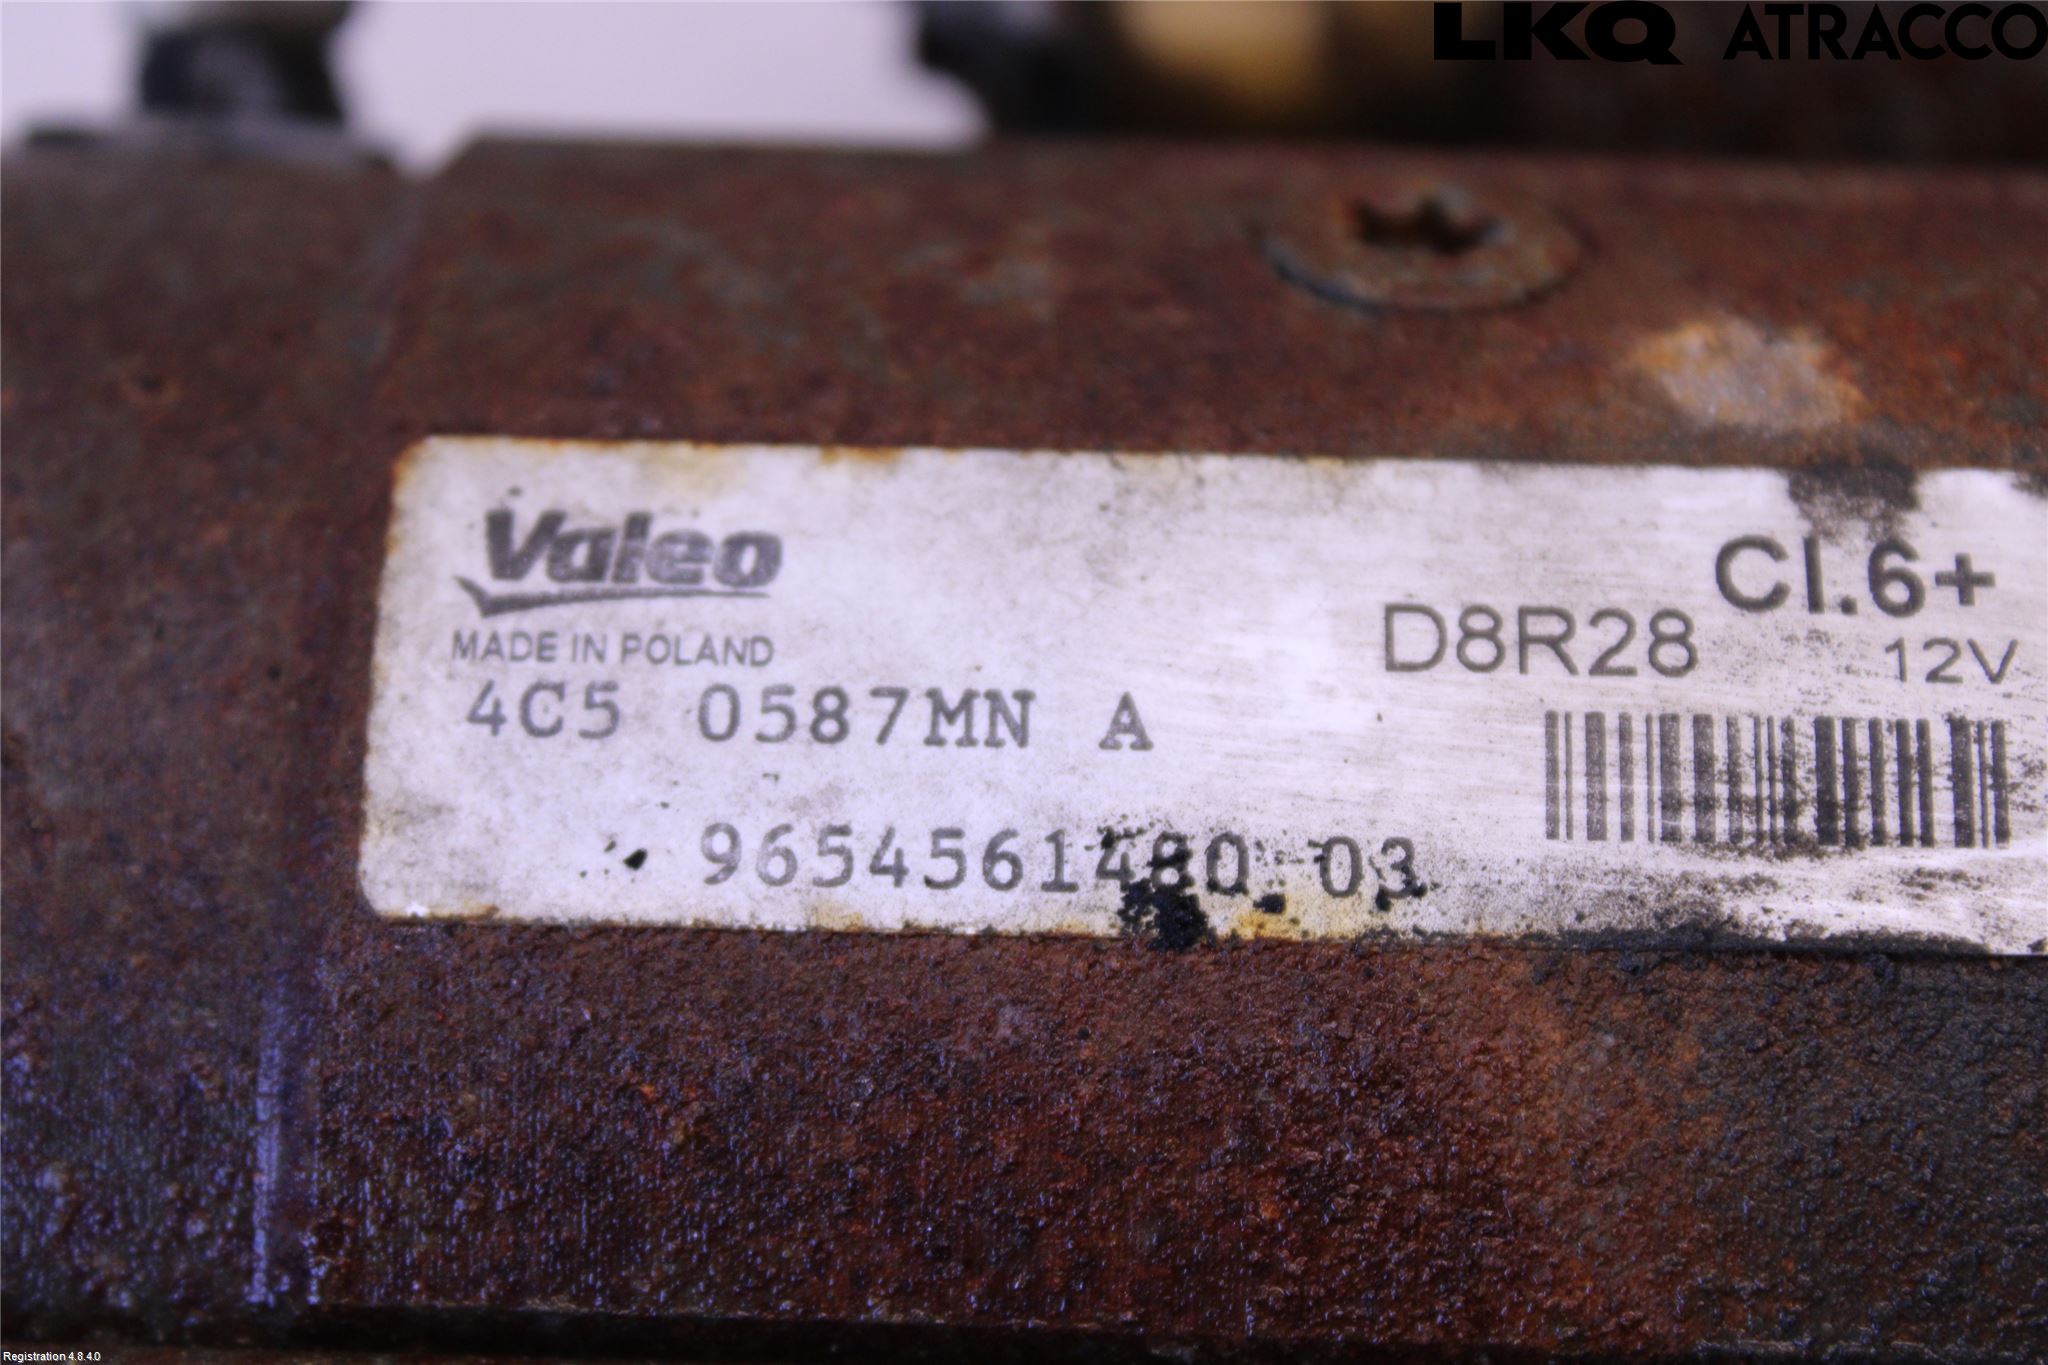 LKQ ATRACCO
Valeo
MADE IN POLAND
Cl.6+
D8R28
12V
4C5 0587MN A
9654561480 03
Registration 4.8.4.0